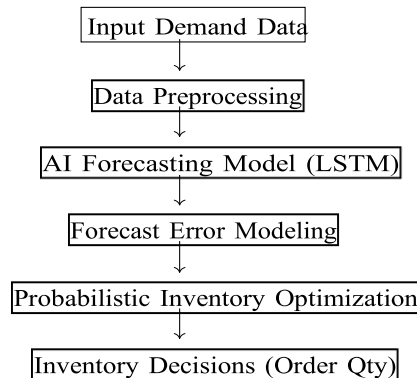 Input Demand Data
Data Preprocessing
AI Forecasting Model (LSTM)
Forecast Error Modeling
Probabilistic Inventory Optimization
Inventory Decisions (Order Qty)